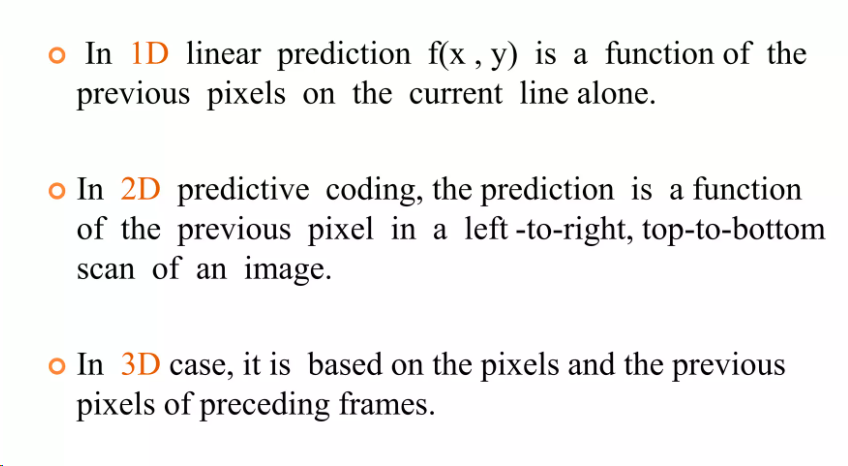 In 1D linear prediction f(x , y) is a function of the
previous pixels on the current line alone.
In 2D predictive coding, the prediction is a function
of the previous pixel in a left -to-right, top-to-bottom
scan of an image.
In 3D case, it is based on the pixels and the previous
pixels of preceding frames.